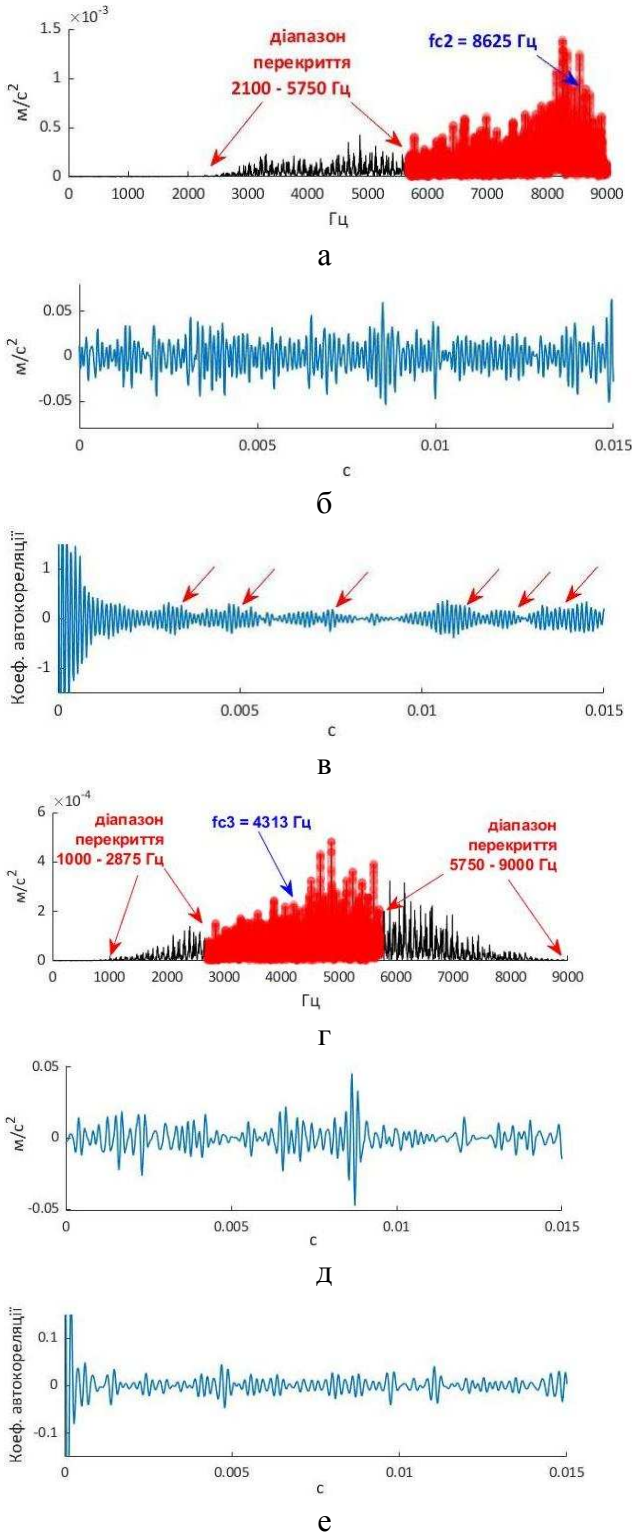 ×10⁻³
1.5
1
0.5
0
м/с²
діапазон
перекриття
2100 - 5750 Гц
fc2 = 8625 Гц
0 1000 2000 3000 4000 5000 6000 7000 8000 9000
Гц
а
0.05
0
-0.05
м/с²
0 0.005 0.01 0.015
с
б
Коеф. автокореляції
1
0
-1
0 0.005 0.01 0.015
с
в
×10⁻⁴
6
4
2
0
м/с²
діапазон
перекриття
1000 - 2875 Гц
fc3 = 4313 Гц
діапазон
перекриття
5750 - 9000 Гц
0 1000 2000 3000 4000 5000 6000 7000 8000 9000
Гц
г
0.05
0
-0.05
м/с²
0 0.005 0.01 0.015
с
д
Коеф. автокореляції
0.1
0
-0.1
0 0.005 0.01 0.015
с
е